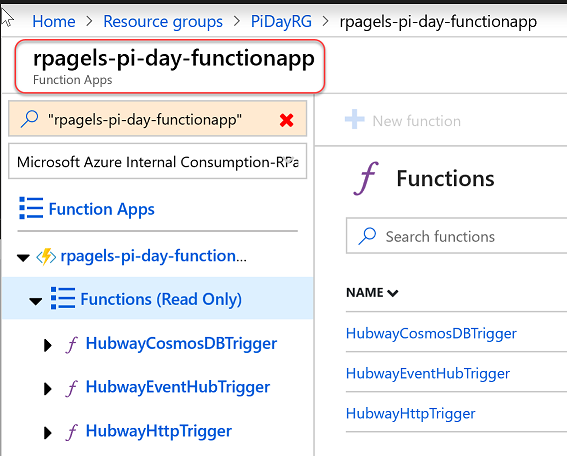 Home > Resource groups > PiDayRG > rpagels-pi-day-functionapp
rpagels-pi-day-functionapp
Function Apps
"rpagels-pi-day-functionapp"
Microsoft Azure Internal Consumption-RPa
Function Apps
rpagels-pi-day-function...
Functions (Read Only)
HubwayCosmosDBTrigger
HubwayEventHubTrigger
HubwayHttpTrigger
New function
Functions
Search functions
NAME
HubwayCosmosDBTrigger
HubwayEventHubTrigger
HubwayHttpTrigger